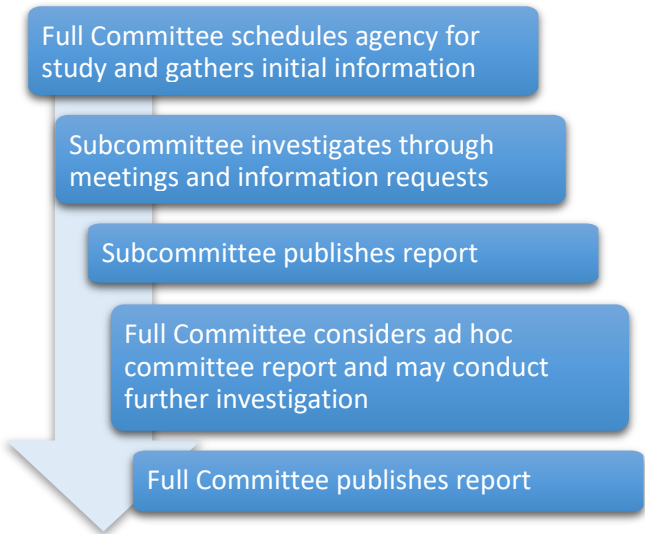 Full Committee schedules agency for
study and gathers initial information
Subcommittee investigates through
meetings and information requests
Subcommittee publishes report
Full Committee considers ad hoc
committee report and may conduct
further investigation
Full Committee publishes report